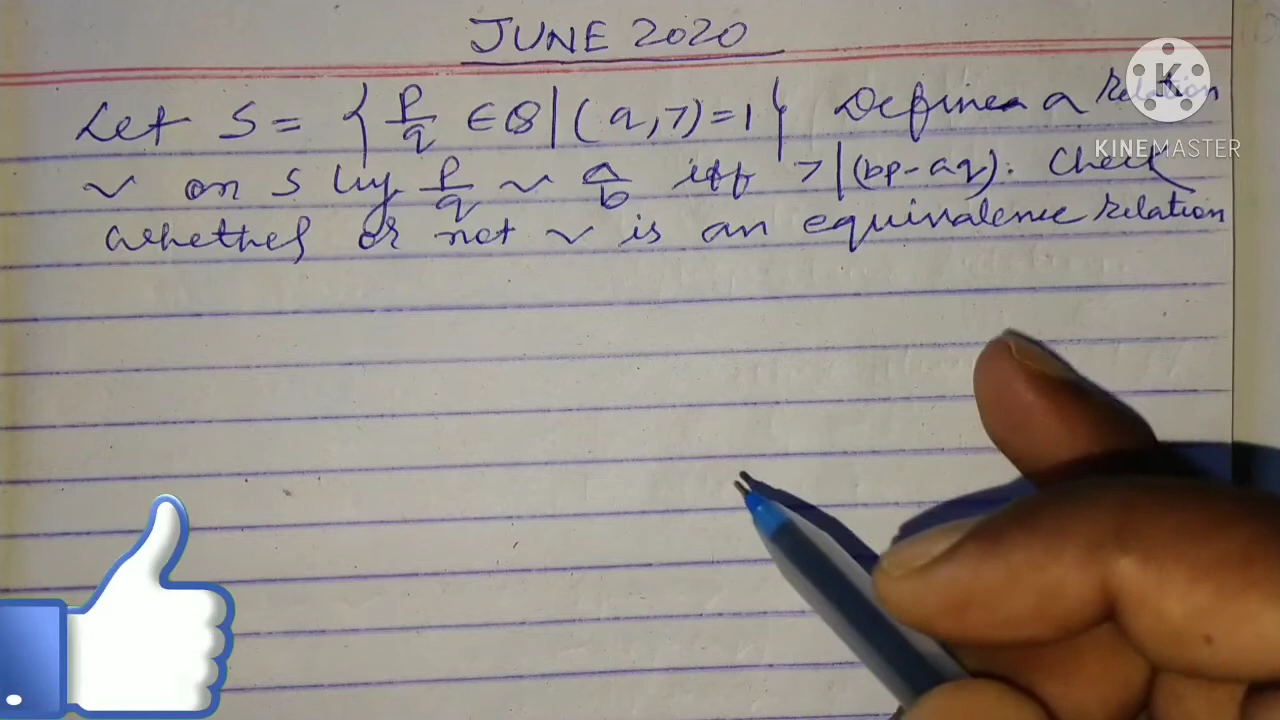 JUNE 2020
Let S = { p/q ∈ Q | (q,7)=1 } Define a relation
~ on S by p/q ~ a/b iff 7|(bp-aq). Check
whether or not ~ is an equivalence relation
K
KINEMASTER